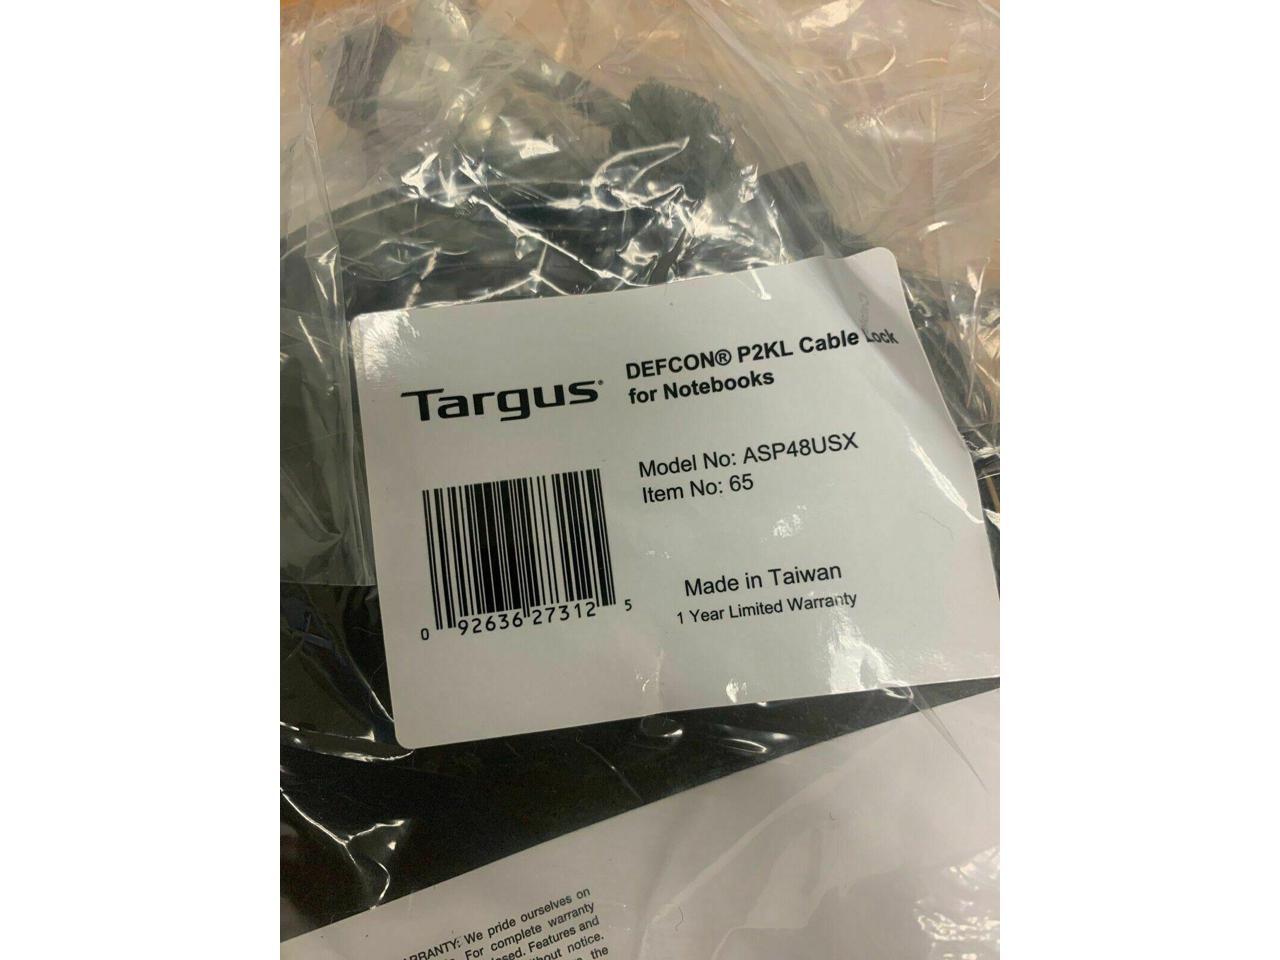 Targus®
DEFCON® P2KL Cable Lock
for Notebooks
Model No: ASP48USX
Item No: 65
Made in Taiwan
1 Year Limited Warranty
0 92636 27312 5
We pride ourselves on
For complete warranty
Features and
notice.
the